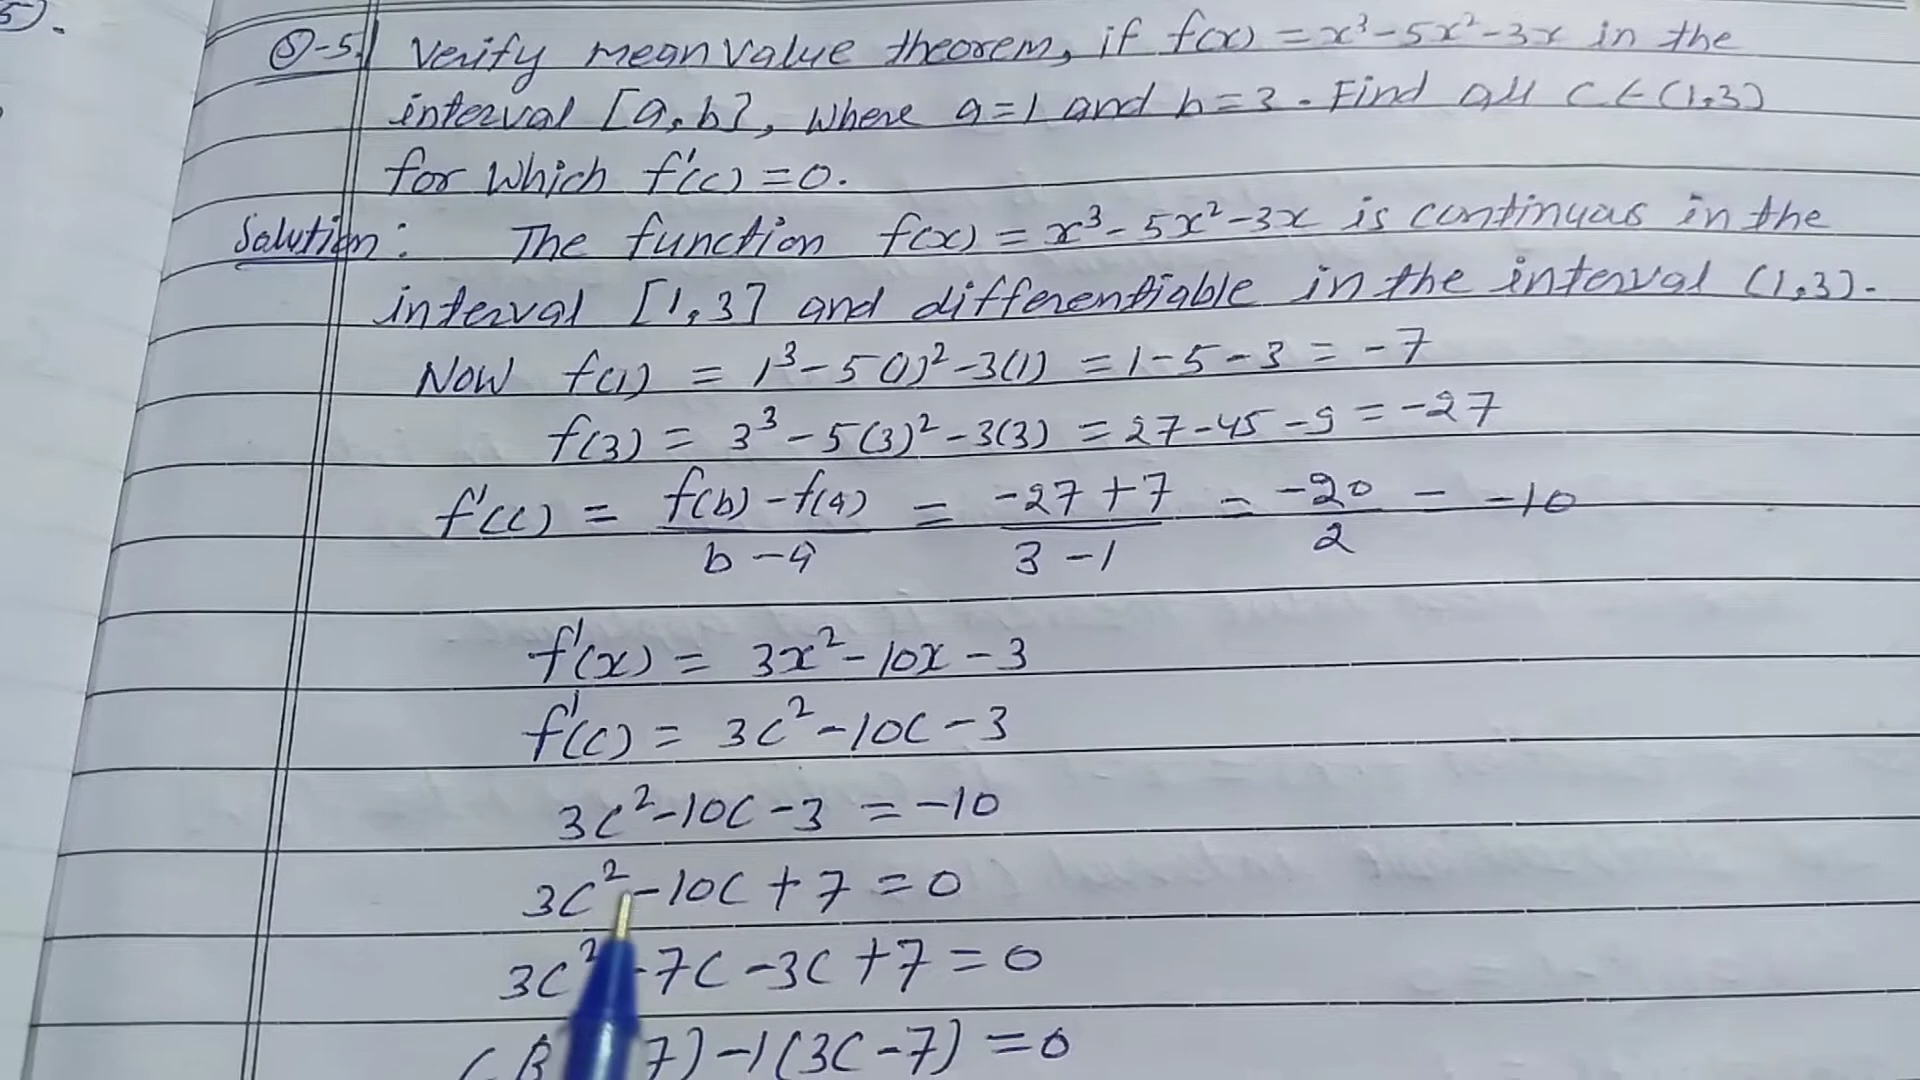 5).
Q-5. Verify mean value theorem, if f(x) = x³-5x²-3x in the
interval [a, b], where a=1 and b=3. Find all c ∈ (1,3)
for which f'(c) = 0.
Solution: The function f(x) = x³-5x²-3x is continuas in the
interval [1,3] and differentiable in the interval (1,3).
Now f(1) = 1³-5(1)²-3(1) = 1-5-3 = -7
f(3) = 3³-5(3)²-3(3) = 27-45-9 = -27
f'(c) = f(b)-f(a) / b-a = -27+7 / 3-1 = -20 / 2 = -10
f'(x) = 3x²-10x-3
f'(c) = 3c²-10c-3
3c²-10c-3 = -10
3c²-10c+7 = 0
3c²-7c-3c+7 = 0
7)-1(3c-7) = 0